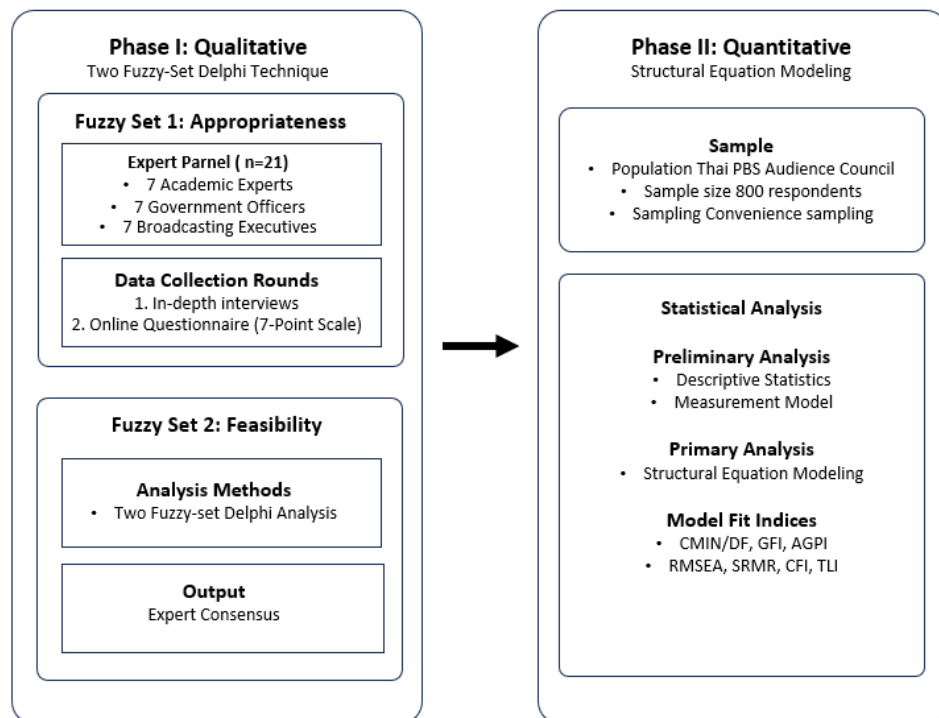 Phase I: Qualitative
Two Fuzzy-Set Delphi Technique
Fuzzy Set 1: Appropriateness
Expert Parnel ( n=21)
• 7 Academic Experts
• 7 Government Officers
• 7 Broadcasting Executives
Data Collection Rounds
1. In-depth interviews
2. Online Questionnaire (7-Point Scale)
Fuzzy Set 2: Feasibility
Analysis Methods
• Two Fuzzy-set Delphi Analysis
Output
Expert Consensus
Phase II: Quantitative
Structural Equation Modeling
Sample
• Population Thai PBS Audience Council
• Sample size 800 respondents
• Sampling Convenience sampling
Statistical Analysis
Preliminary Analysis
• Descriptive Statistics
• Measurement Model
Primary Analysis
• Structural Equation Modeling
Model Fit Indices
• CMIN/DF, GFI, AGPI
• RMSEA, SRMR, CFI, TLI